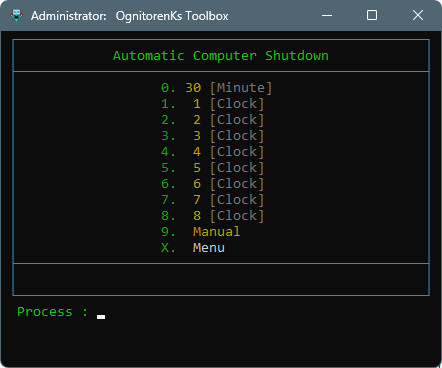 Administrator: OgnitorenKs Toolbox
Automatic Computer Shutdown
0. 30 [Minute]
1. 1 [Clock]
2. 2 [Clock]
3. 3 [Clock]
4. 4 [Clock]
5. 5 [Clock]
6. 6 [Clock]
7. 7 [Clock]
8. 8 [Clock]
9. Manual
X. Menu
Process :